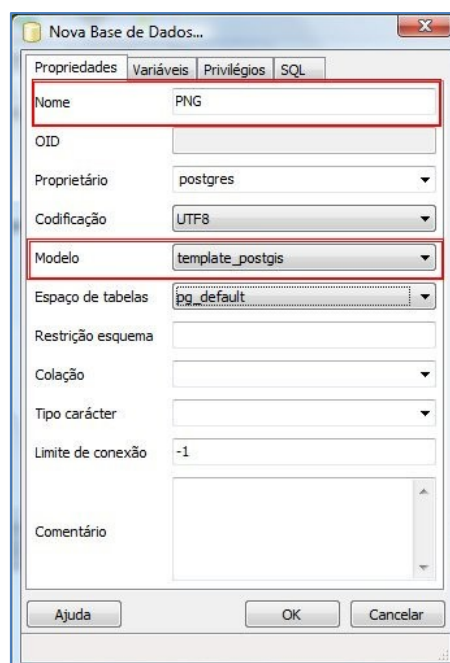 Nova Base de Dados...
Propriedades Variáveis Privilégios SQL
Nome PNG
OID
Proprietário postgres
Codificação UTF8
Modelo template_postgis
Espaço de tabelas pg_default
Restrição esquema
Colação
Tipo carácter
Limite de conexão -1
Comentário
Ajuda OK Cancelar